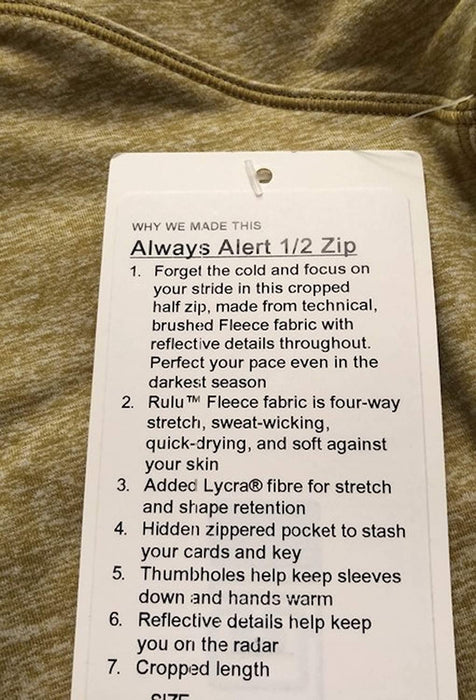 WHY WE MADE THIS
Always Alert 1/2 Zip
1. Forget the cold and focus on
your stride in this cropped
half zip, made from technical,
brushed Fleece fabric with
reflective details throughout.
Perfect your pace even in the
darkest season
2. Rulu™ Fleece fabric is four-way
stretch, sweat-wicking,
quick-drying, and soft against
your skin
3. Added Lycra® fibre for stretch
and shape retention
4. Hidden zippered pocket to stash
your cards and key
5. Thumbholes help keep sleeves
down and hands warm
6. Reflective details help keep
you on the radar
7. Cropped length
SIZE